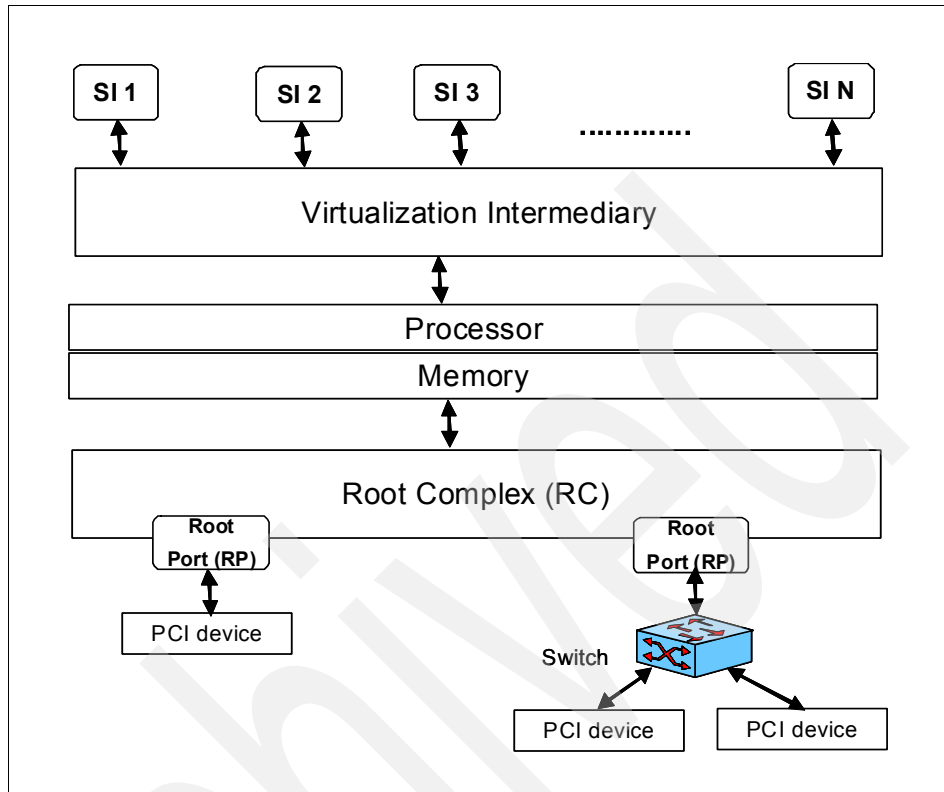 SI 1
SI 2
SI 3
.............
SI N
Virtualization Intermediary
Processor
Memory
Root Complex (RC)
Root
Port (RP)
Root
Port (RP)
PCI device
Switch
PCI device
PCI device